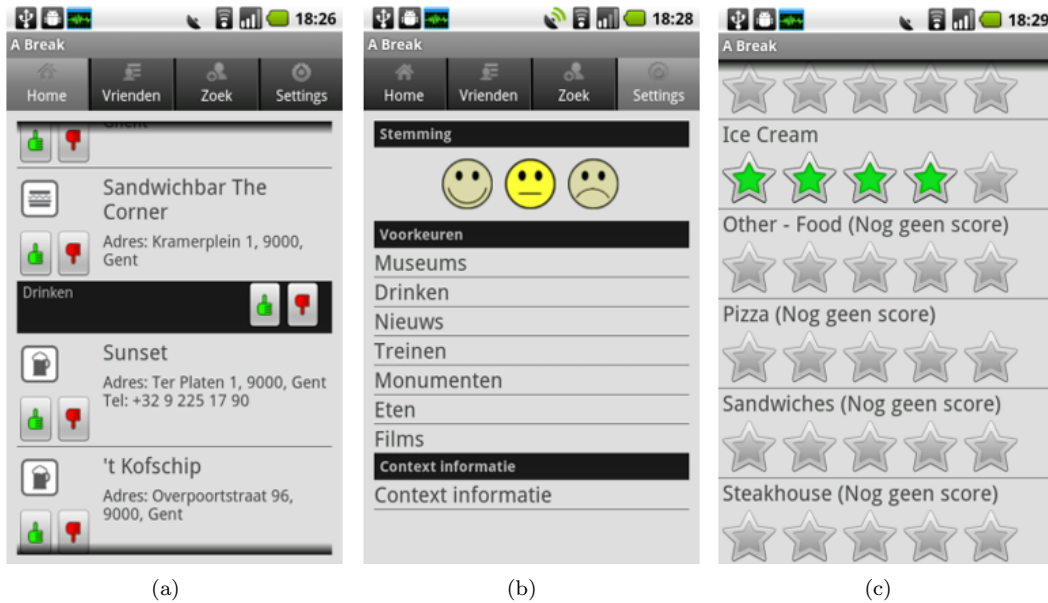 18:26
A Break
Home Vrienden Zoek Settings
Ghent
Sandwichbar The
Corner
Adres: Kramerplein 1, 9000,
Gent
Drinken
Sunset
Adres: Ter Platen 1, 9000, Gent
Tel: +32 9 225 17 90
't Kofschip
Adres: Overpoortstraat 96,
9000, Gent
(a)
18:28
A Break
Home Vrienden Zoek Settings
Stemming
Voorkeuren
Museums
Drinken
Nieuws
Treinen
Monumenten
Eten
Films
Context informatie
Context informatie
(b)
18:29
A Break
Ice Cream
Other - Food (Nog geen score)
Pizza (Nog geen score)
Sandwiches (Nog geen score)
Steakhouse (Nog geen score)
(c)